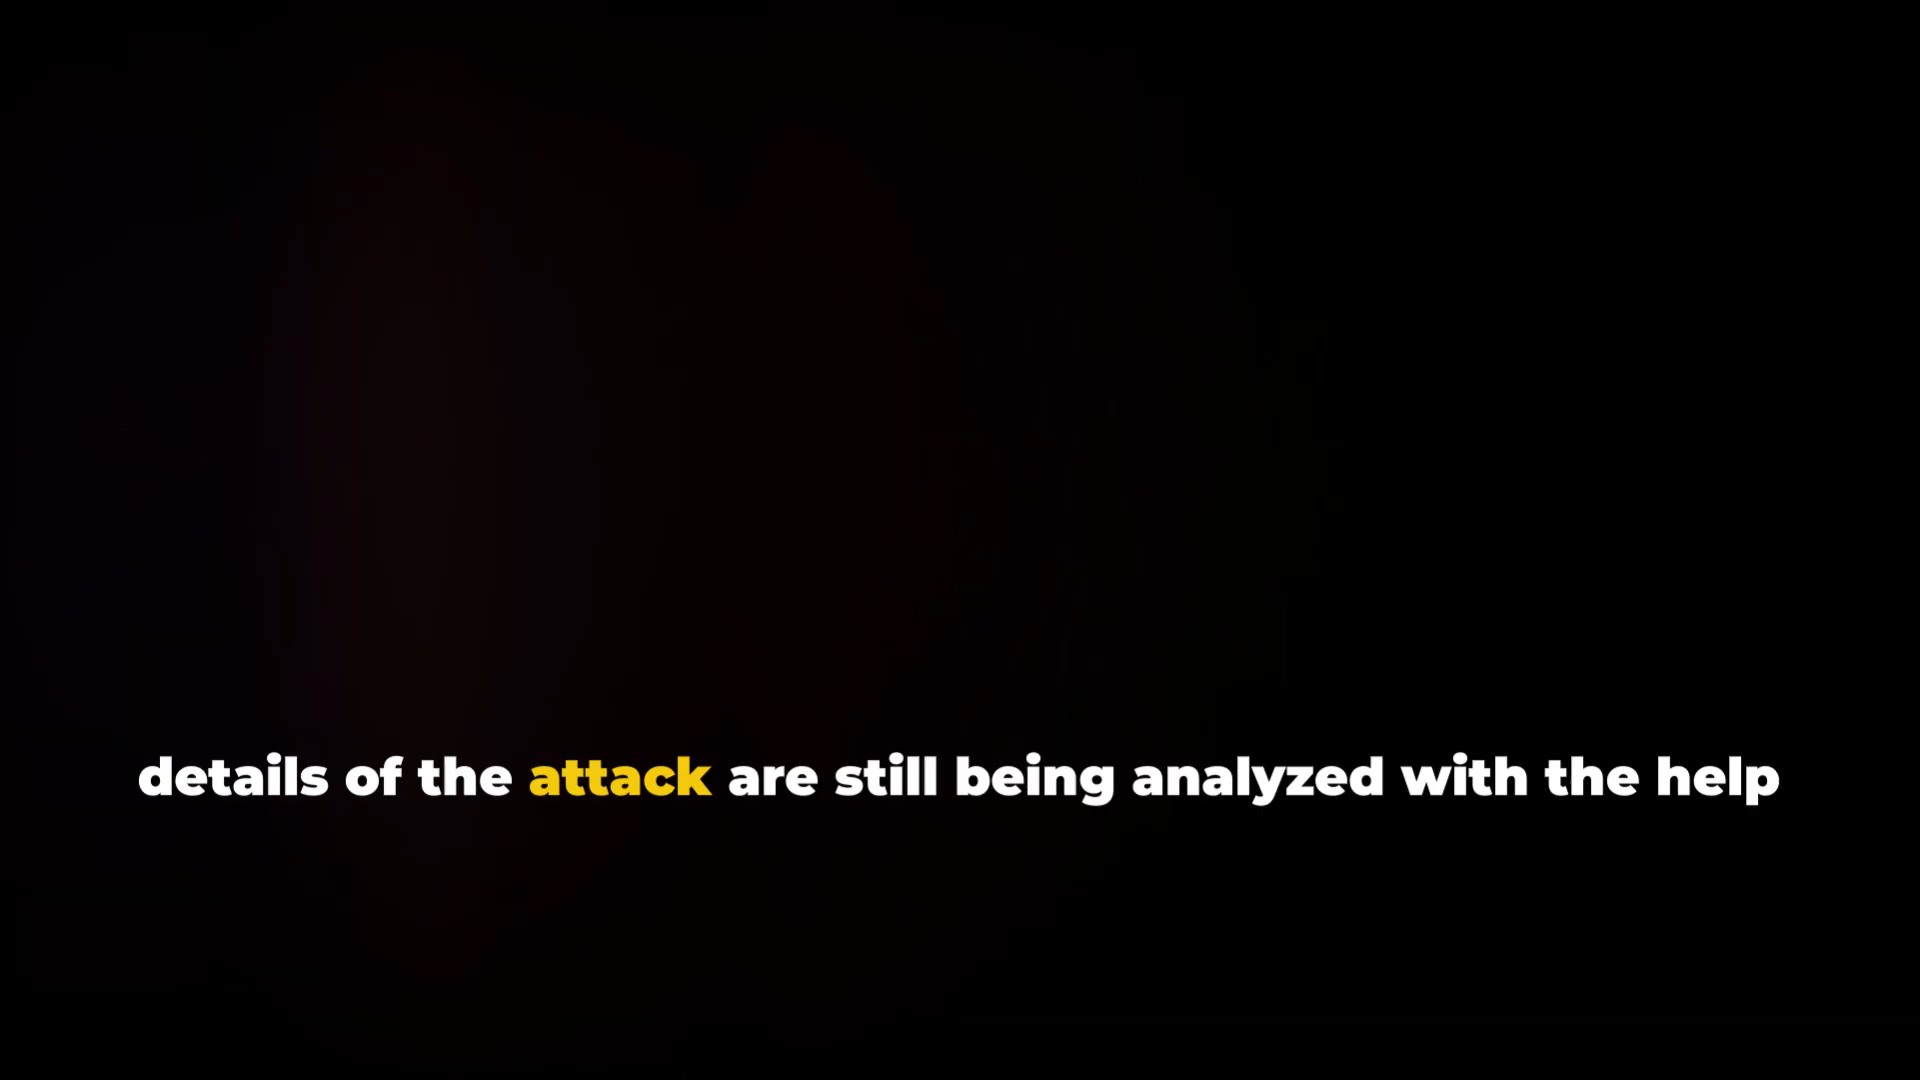 details of the attack are still being analyzed with the help